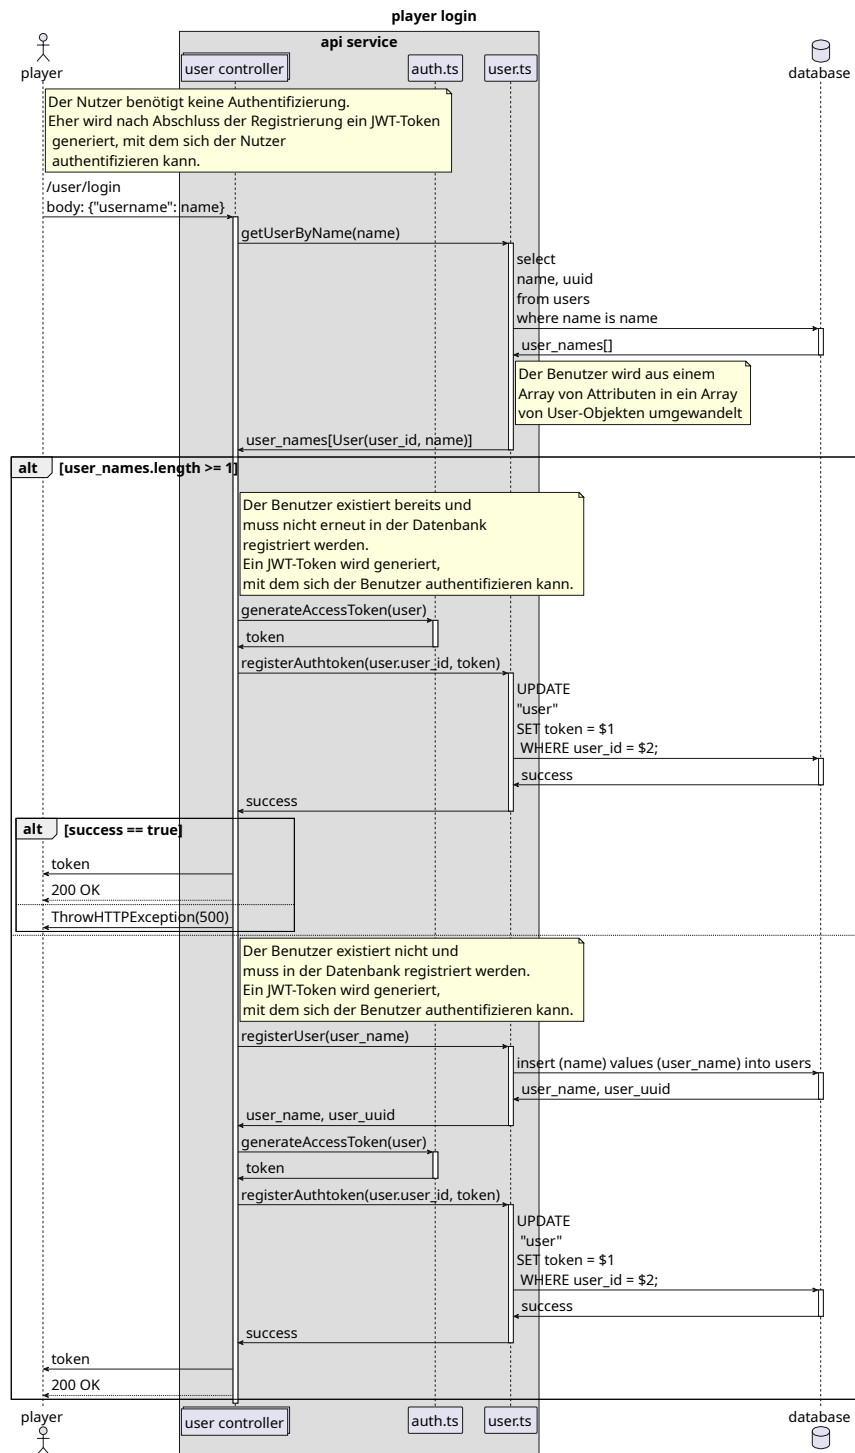 player login
api service
player
user controller
auth.ts
user.ts
database
Der Nutzer benötigt keine Authentifizierung.
Eher wird nach Abschluss der Registrierung ein JWT-Token
generiert, mit dem sich der Nutzer
authentifizieren kann.
/user/login
body: {"username": name}
getUserByName(name)
select
name, uuid
from users
where name is name
user_names[]
Der Benutzer wird aus einem
Array von Attributen in ein Array
von User-Objekten umgewandelt
user_names[User(user_id, name)]
alt [user_names.length >= 1]
Der Benutzer existiert bereits und
muss nicht erneut in der Datenbank
registriert werden.
Ein JWT-Token wird generiert,
mit dem sich der Benutzer authentifizieren kann.
generateAccessToken(user)
token
registerAuthtoken(user.user_id, token)
UPDATE
"user"
SET token = $1
WHERE user_id = $2;
success
success
alt [success == true]
token
200 OK
ThrowHTTPException(500)
Der Benutzer existiert nicht und
muss in der Datenbank registriert werden.
Ein JWT-Token wird generiert,
mit dem sich der Benutzer authentifizieren kann.
registerUser(user_name)
insert (name) values (user_name) into users
user_name, user_uuid
user_name, user_uuid
generateAccessToken(user)
token
registerAuthtoken(user.user_id, token)
UPDATE
"user"
SET token = $1
WHERE user_id = $2;
success
success
token
200 OK
player
user controller
auth.ts
user.ts
database